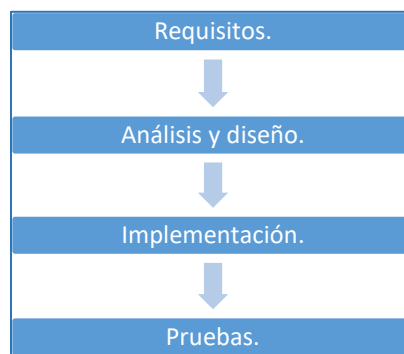 Requisitos.
Análisis y diseño.
Implementación.
Pruebas.